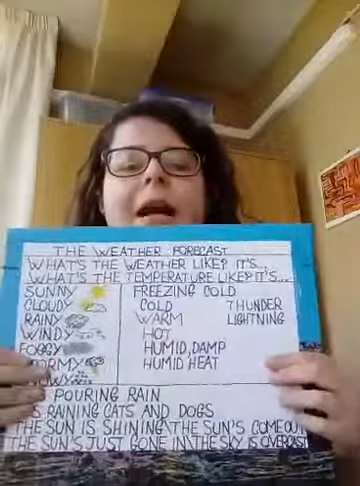 THE WEATHER FORECAST
WHAT'S THE WEATHER LIKE? IT'S...
WHAT'S THE TEMPERATURE LIKE? IT'S...
SUNNY
CLOUDY
RAINY
WINDY
FOGGY
FREEZING COLD
COLD THUNDER
WARM LIGHTNING
HOT
HUMID, DAMP
HUMID HEAT
POURING RAIN
RAINING CATS AND DOGS
THE SUN IS SHINING\THE SUN'S COME OUT
THE SUN'S JUST GONE IN\THE SKY IS OVERCAST